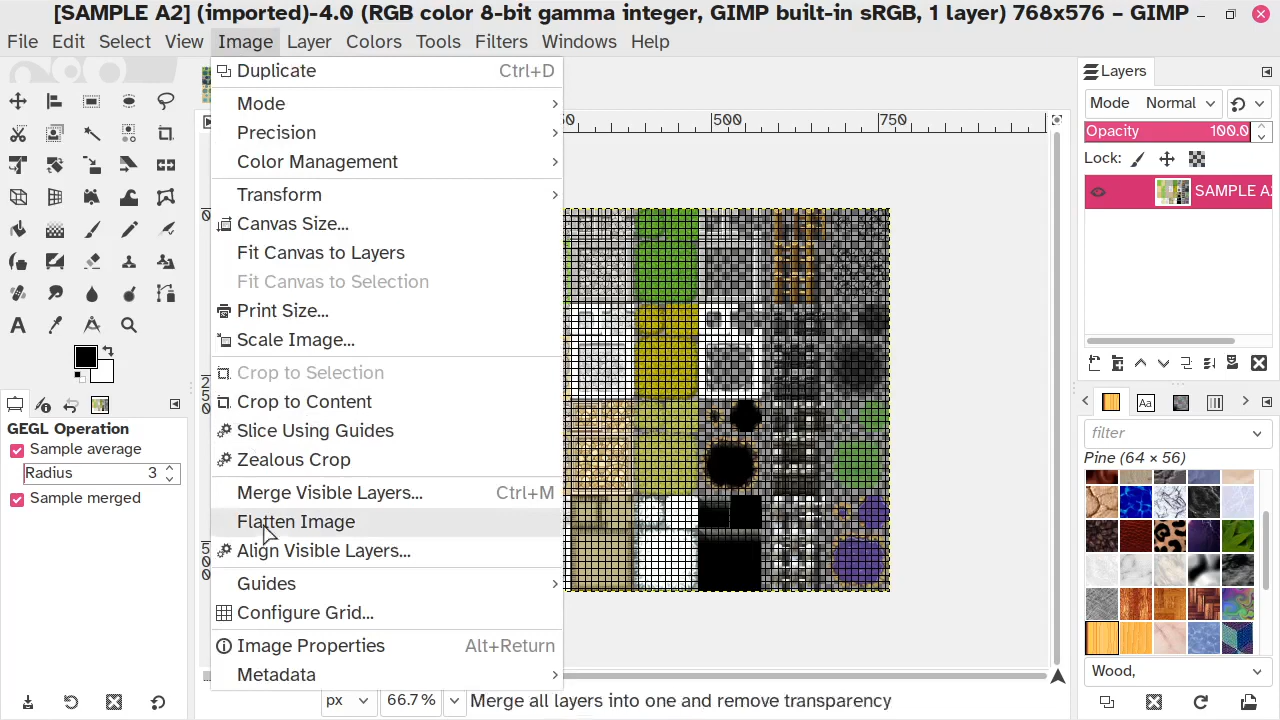 [SAMPLE A2] (imported)-4.0 (RGB color 8-bit gamma integer, GIMP built-in sRGB, 1 layer) 768x576 – GIMP
File Edit Select View Image Layer Colors Tools Filters Windows Help
Duplicate Ctrl+D
Mode
Precision
Color Management
Transform
Canvas Size...
Fit Canvas to Layers
Fit Canvas to Selection
Print Size...
Scale Image...
Crop to Selection
Crop to Content
Slice Using Guides
Zealous Crop
Merge Visible Layers... Ctrl+M
Flatten Image
Align Visible Layers...
Guides
Configure Grid...
Image Properties Alt+Return
Metadata
GEGL Operation
Sample average
Radius 3
Sample merged
500 750
0
250
500
px 66.7% Merge all layers into one and remove transparency
Layers
Mode Normal
Opacity 100.0
Lock:
SAMPLE A
filter
Pine (64 × 56)
Wood,